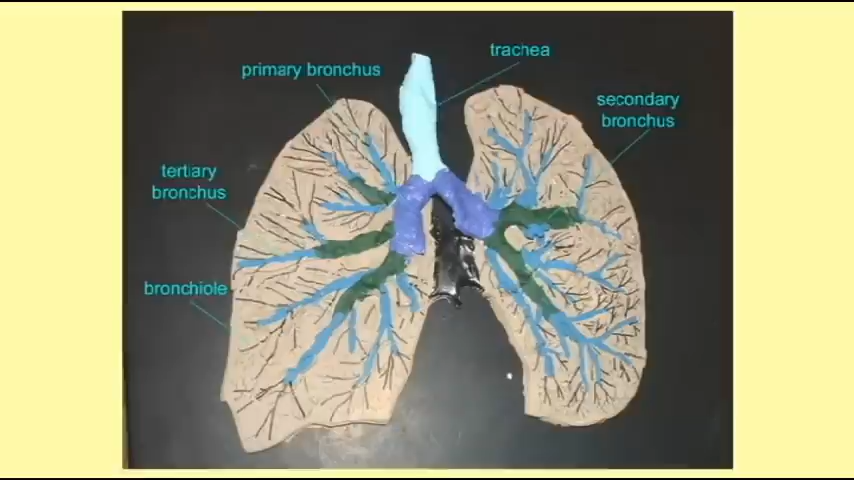 trachea
primary bronchus
secondary
bronchus
tertiary
bronchus
bronchiole